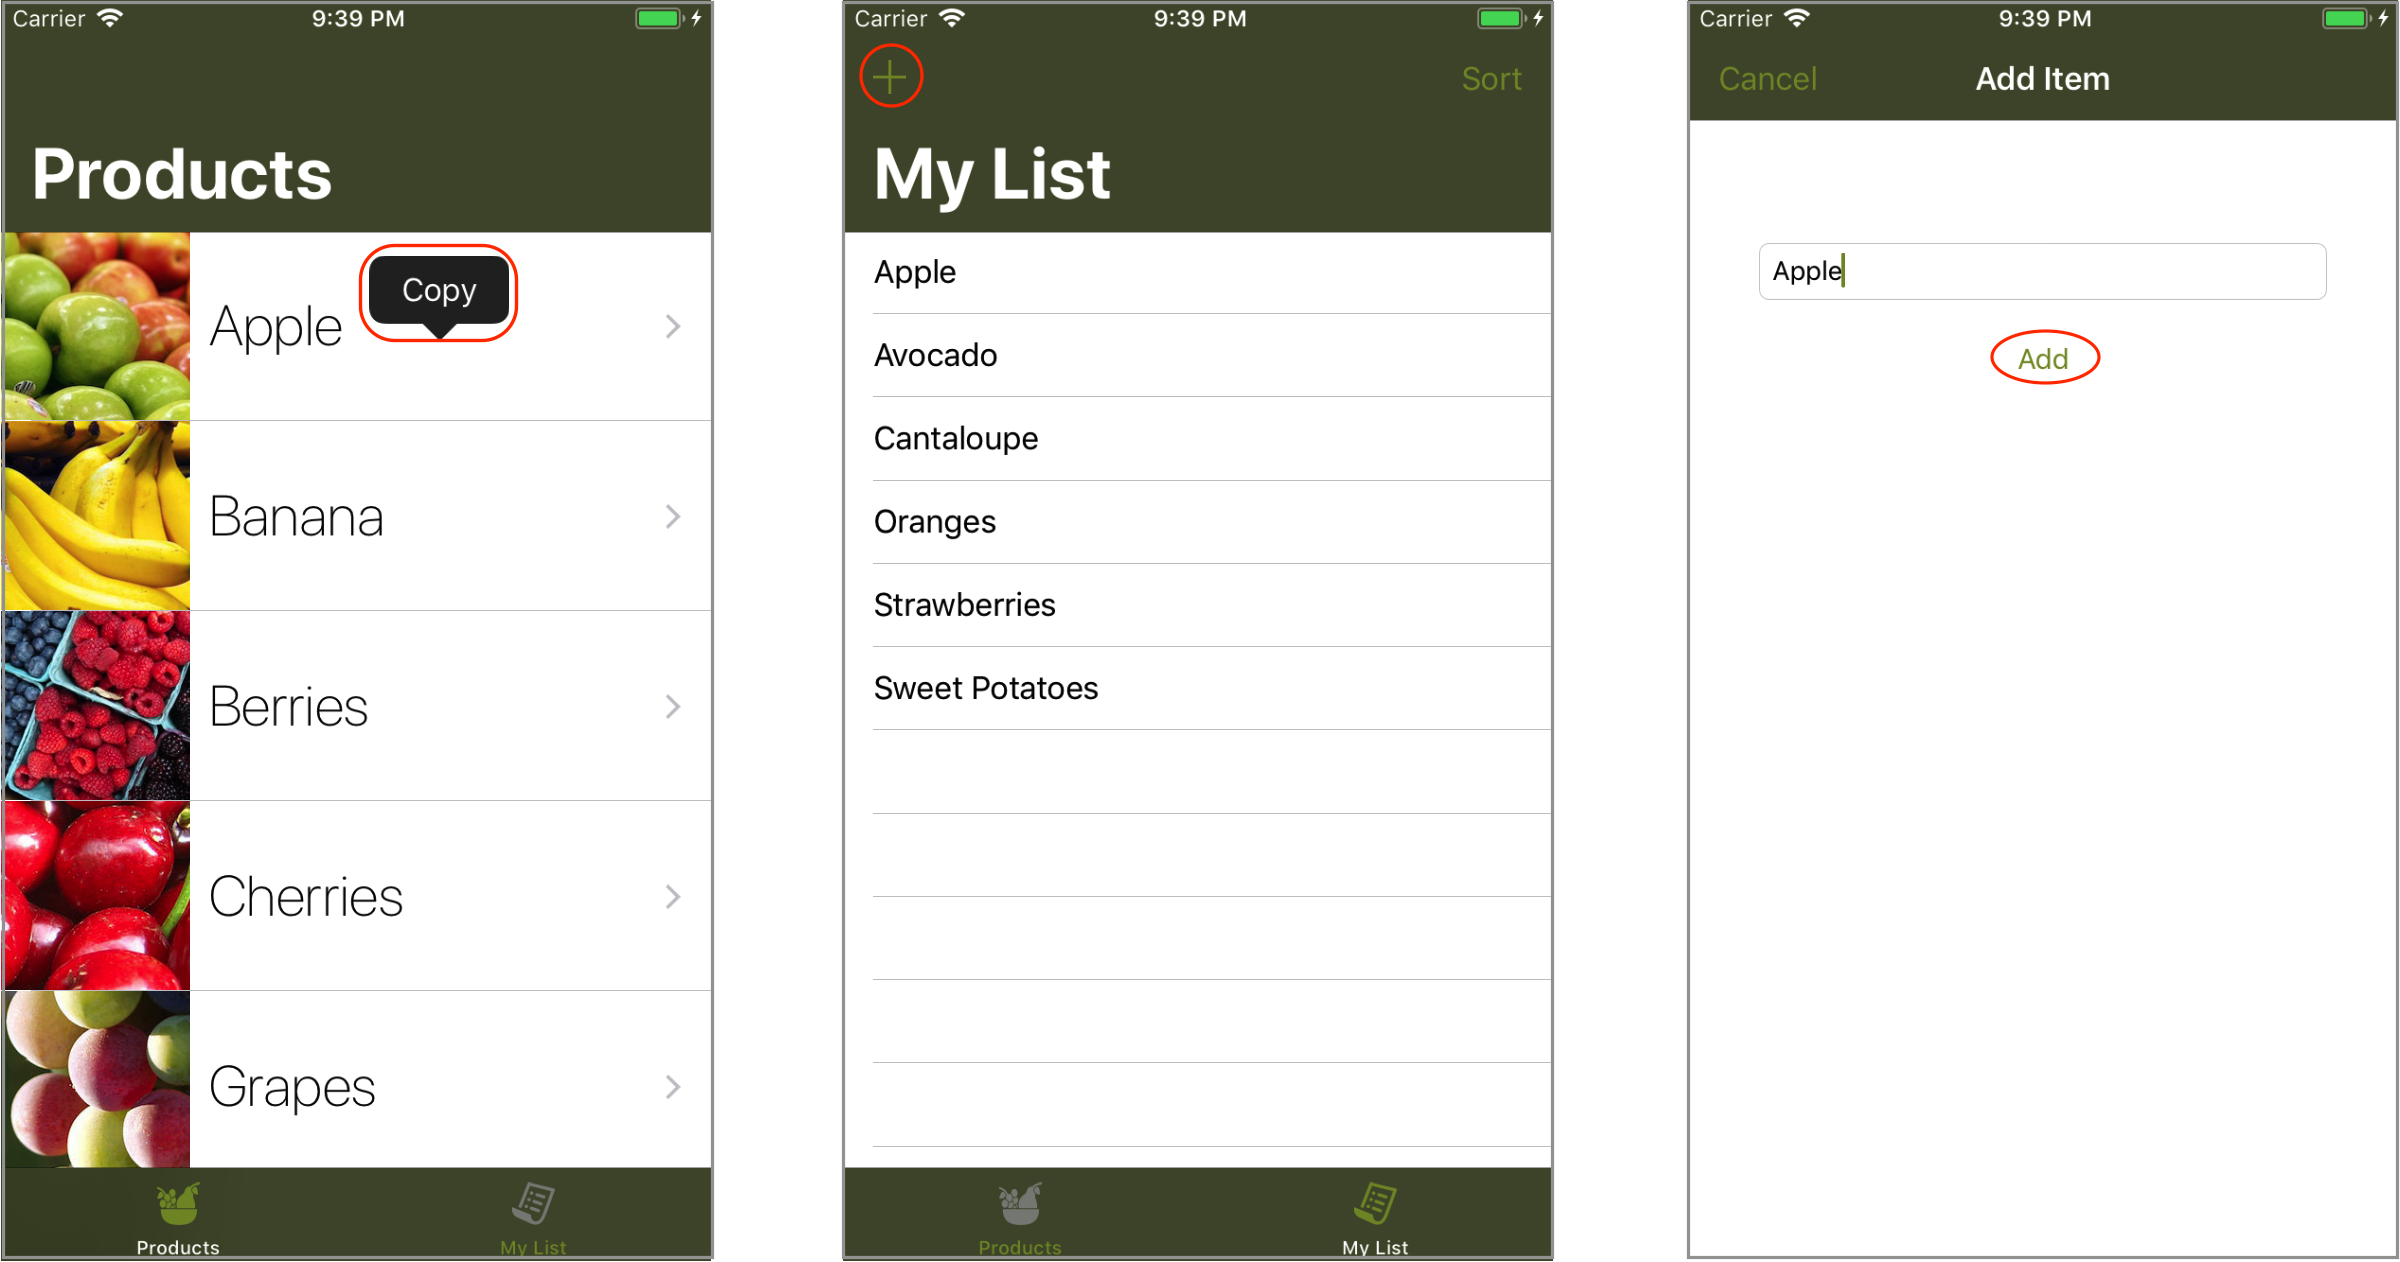 Carrier 9:39 PM
Products
Copy
Apple
Banana
Berries
Cherries
Grapes
Products My List
Carrier 9:39 PM
Sort
My List
Apple
Avocado
Cantaloupe
Oranges
Strawberries
Sweet Potatoes
Products My List
Carrier 9:39 PM
Cancel Add Item
Apple
Add